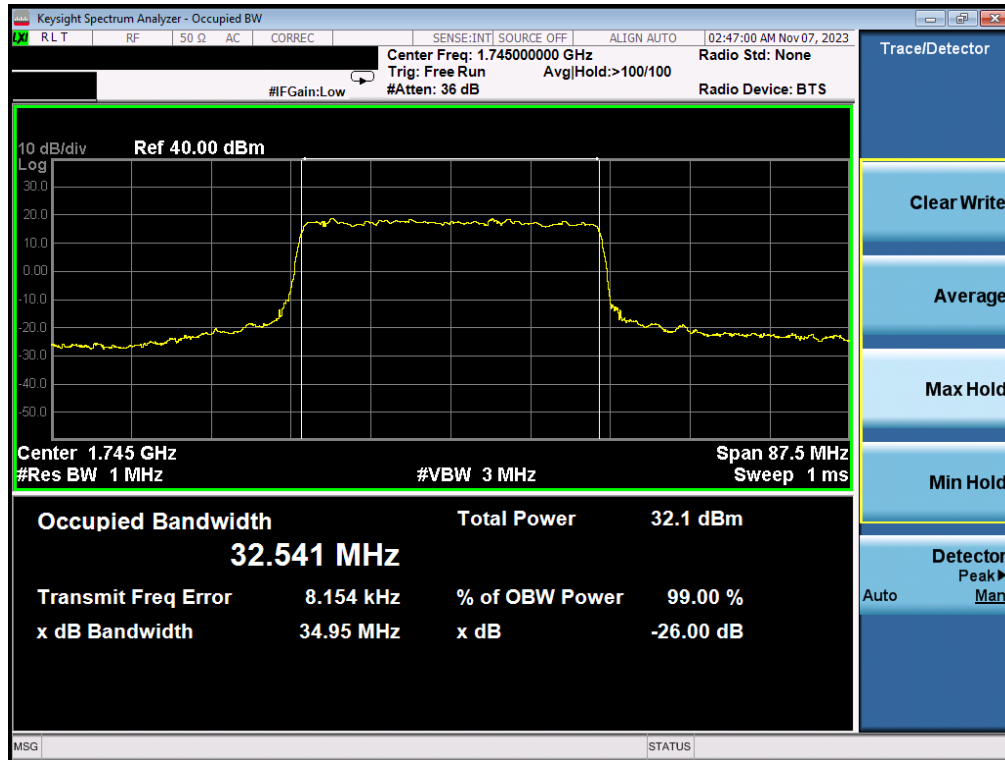 Keysight Spectrum Analyzer - Occupied BW
LXI RLT RF 50 Ω AC CORREC SENSE:INT SOURCE OFF ALIGN AUTO 02:47:00 AM Nov 07, 2023
Center Freq: 1.745000000 GHz Radio Std: None
Trig: Free Run Avg|Hold:>100/100
#IFGain:Low #Atten: 36 dB Radio Device: BTS
10 dB/div Ref 40.00 dBm
Log
30.0
20.0
10.0
0.00
-10.0
-20.0
-30.0
-40.0
-50.0
Center 1.745 GHz Span 87.5 MHz
#Res BW 1 MHz #VBW 3 MHz Sweep 1 ms
Occupied Bandwidth Total Power 32.1 dBm
32.541 MHz
Transmit Freq Error 8.154 kHz % of OBW Power 99.00 %
x dB Bandwidth 34.95 MHz x dB -26.00 dB
MSG STATUS
Trace/Detector
Clear Write
Average
Max Hold
Min Hold
Detector
Peak▶
Auto Man